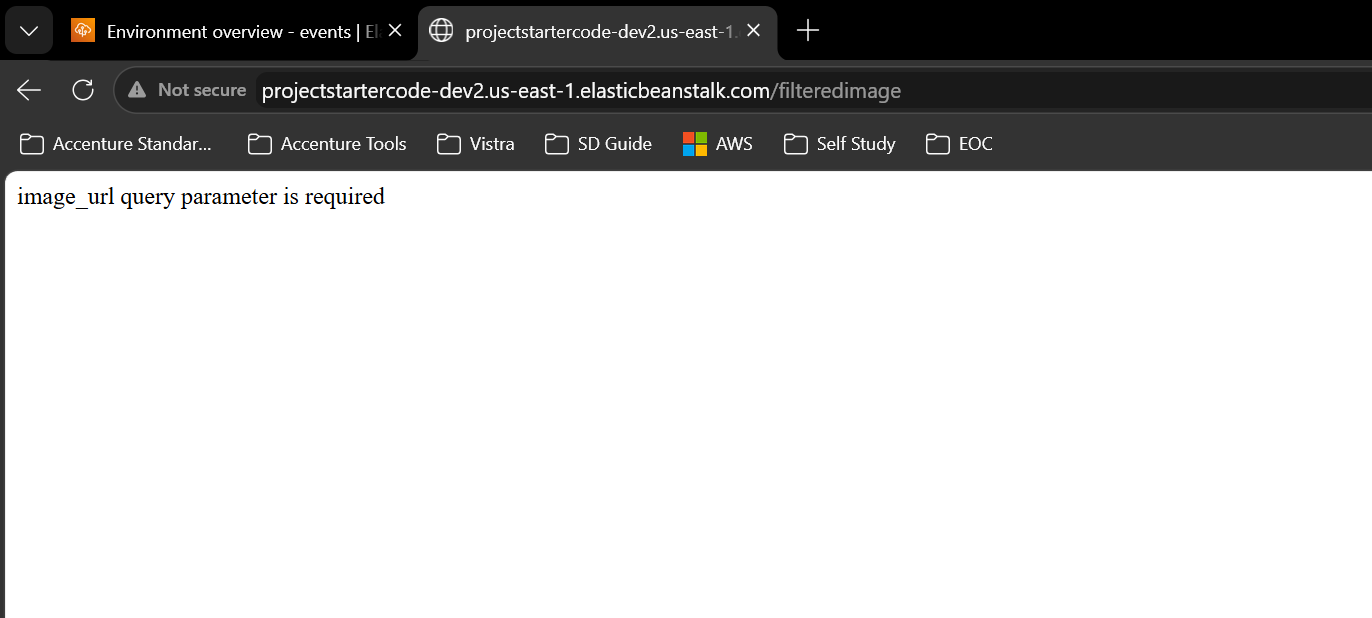 Environment overview - events | El
projectstartercode-dev2.us-east-1.
Not secure
projectstartercode-dev2.us-east-1.elasticbeanstalk.com/filteredimage
Accenture Standar...
Accenture Tools
Vistra
SD Guide
AWS
Self Study
EOC
image_url query parameter is required